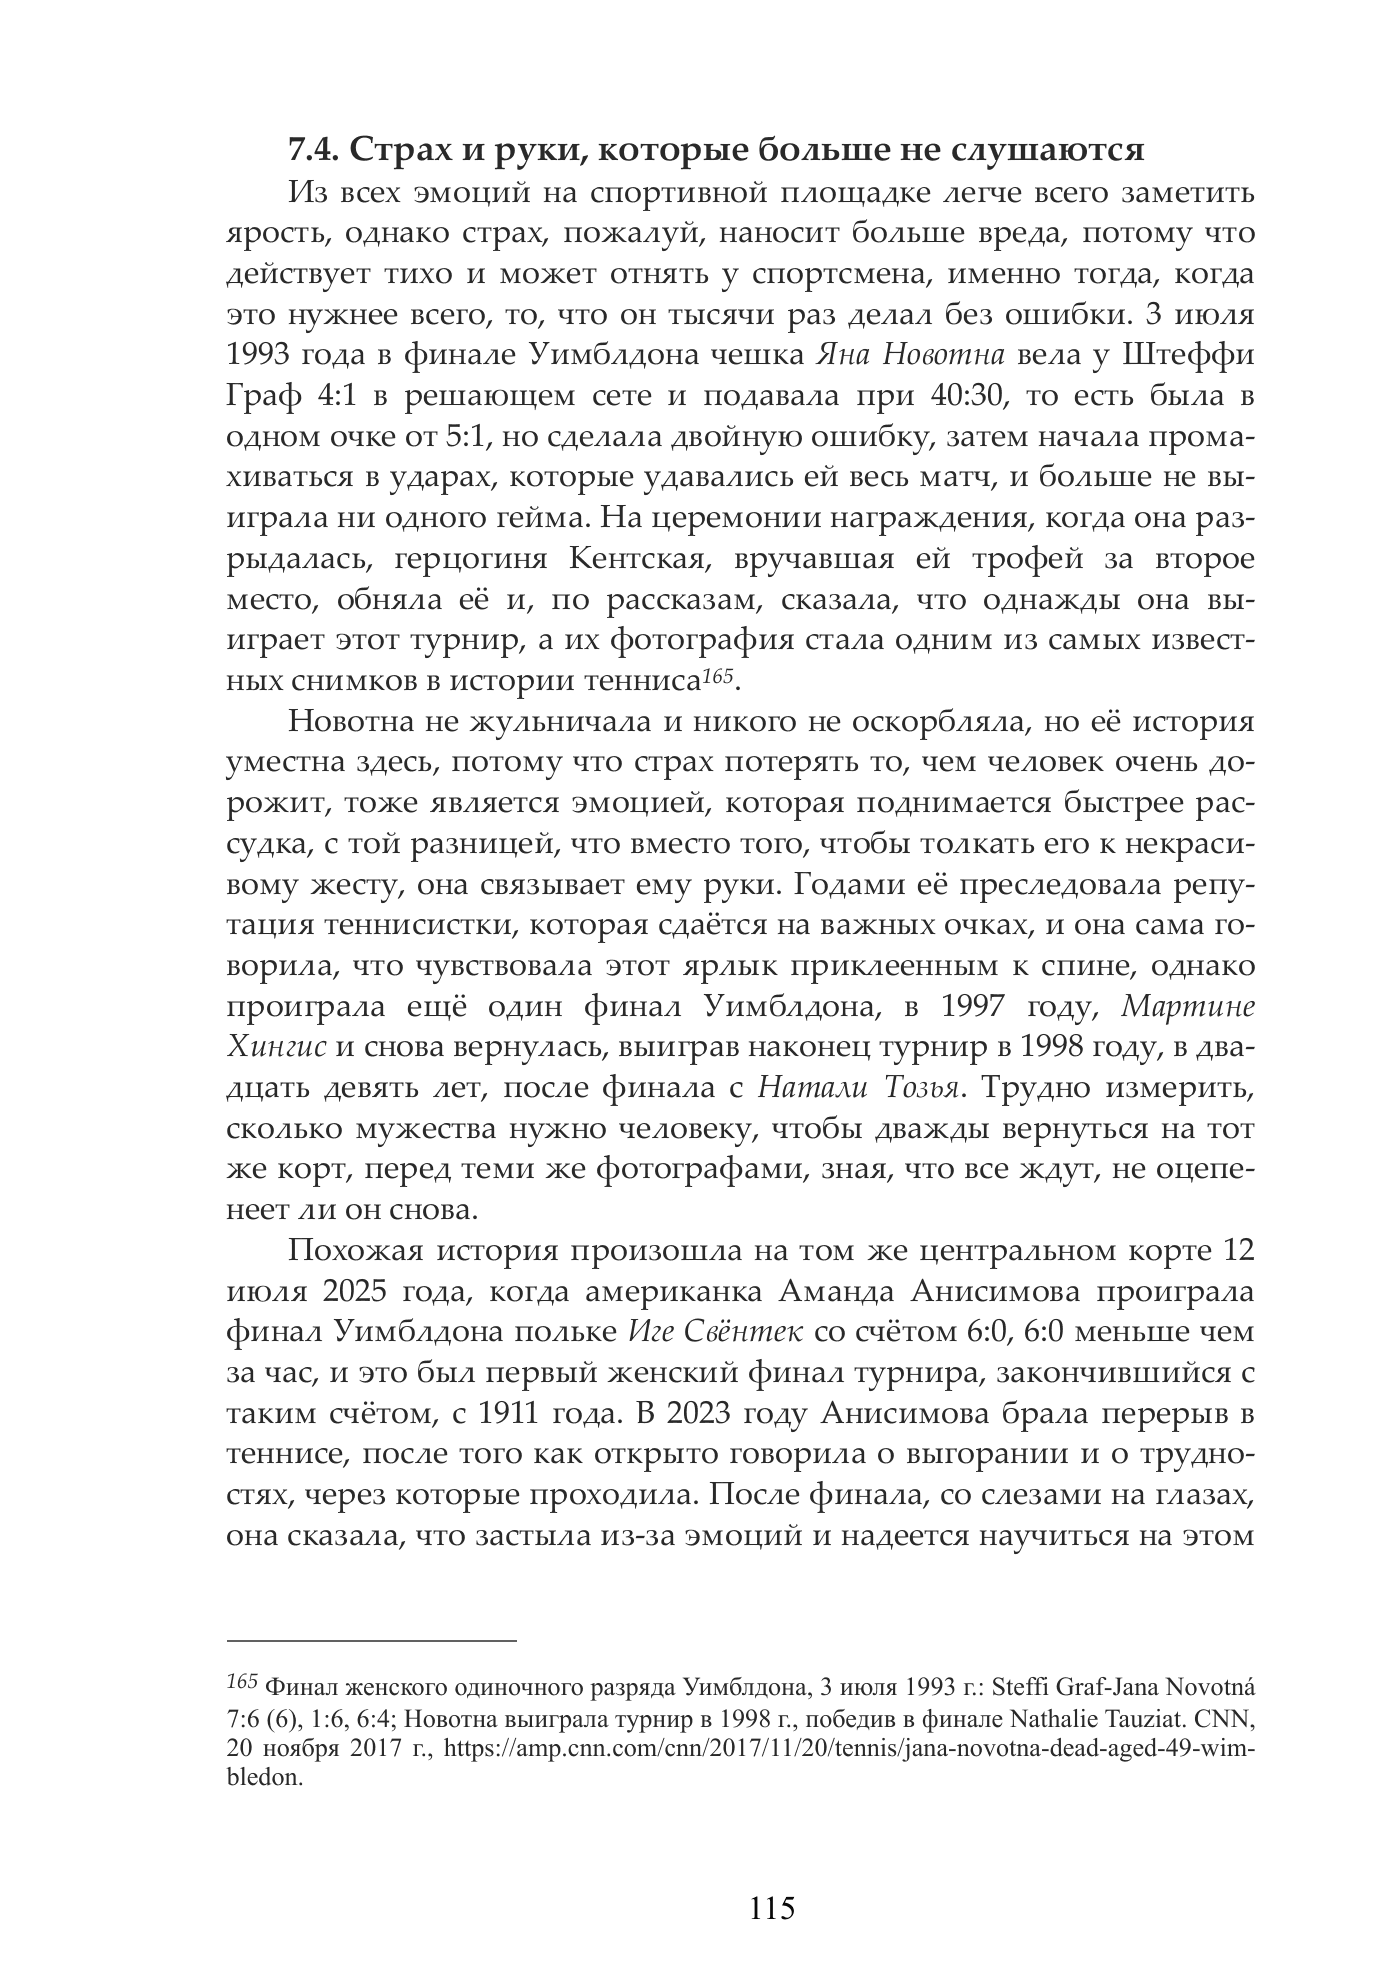 7.4. Страх и руки, которые больше не слушаются
Из всех эмоций на спортивной площадке легче всего заметить
ярость, однако страх, пожалуй, наносит больше вреда, потому что
действует тихо и может отнять у спортсмена, именно тогда, когда
это нужнее всего, то, что он тысячи раз делал без ошибки. 3 июля
1993 года в финале Уимблдона чешка Яна Новотна вела у Штеффи
Граф 4:1 в решающем сете и подавала при 40:30, то есть была в
одном очке от 5:1, но сделала двойную ошибку, затем начала прома-
хиваться в ударах, которые удавались ей весь матч, и больше не вы-
играла ни одного гейма. На церемонии награждения, когда она раз-
рыдалась, герцогиня Кентская, вручавшая ей трофей за второе
место, обняла её и, по рассказам, сказала, что однажды она вы-
играет этот турнир, а их фотография стала одним из самых извест-
ных снимков в истории тенниса165.
Новотна не жульничала и никого не оскорбляла, но её история
уместна здесь, потому что страх потерять то, чем человек очень до-
рожит, тоже является эмоцией, которая поднимается быстрее рас-
судка, с той разницей, что вместо того, чтобы толкать его к некраси-
вому жесту, она связывает ему руки. Годами её преследовала репу-
тация теннисистки, которая сдаётся на важных очках, и она сама го-
ворила, что чувствовала этот ярлык приклеенным к спине, однако
проиграла ещё один финал Уимблдона, в 1997 году, Мартине
Хингис и снова вернулась, выиграв наконец турнир в 1998 году, в два-
дцать девять лет, после финала с Натали Тозья. Трудно измерить,
сколько мужества нужно человеку, чтобы дважды вернуться на тот
же корт, перед теми же фотографами, зная, что все ждут, не оцепе-
неет ли он снова.
Похожая история произошла на том же центральном корте 12
июля 2025 года, когда американка Аманда Анисимова проиграла
финал Уимблдона польке Иге Свёнтек со счётом 6:0, 6:0 меньше чем
за час, и это был первый женский финал турнира, закончившийся с
таким счётом, с 1911 года. В 2023 году Анисимова брала перерыв в
теннисе, после того как открыто говорила о выгорании и о трудно-
стях, через которые проходила. После финала, со слезами на глазах,
она сказала, что застыла из-за эмоций и надеется научиться на этом
165 Финал женского одиночного разряда Уимблдона, 3 июля 1993 г.: Steffi Graf-Jana Novotná
7:6 (6), 1:6, 6:4; Новотна выиграла турнир в 1998 г., победив в финале Nathalie Tauziat. CNN,
20 ноября 2017 г., https://amp.cnn.com/cnn/2017/11/20/tennis/jana-novotna-dead-aged-49-wim-
bledon.
115